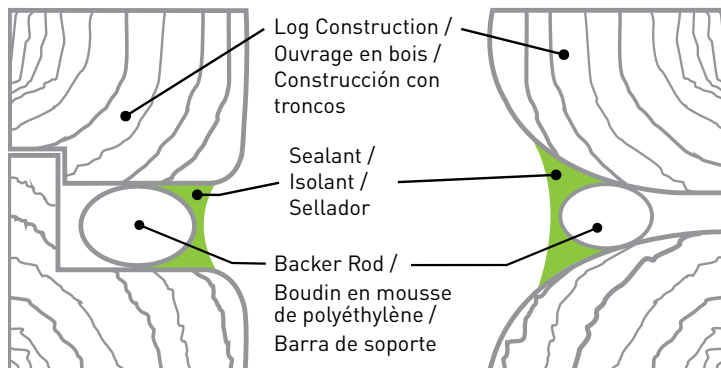 Log Construction /
Ouvrage en bois /
Construcción con
troncos
Sealant /
Isolant /
Sellador
Backer Rod /
Boudin en mousse
de polyéthylène /
Barra de soporte